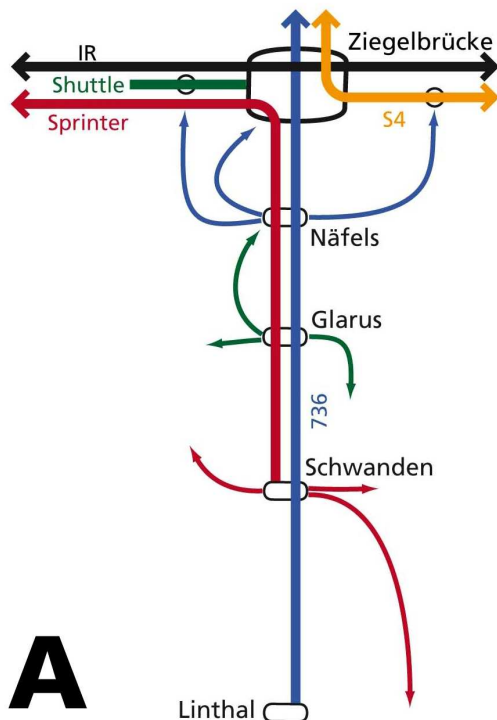 IR
Ziegelbrücke
Shuttle
Sprinter
S4
Näfels
Glarus
736
Schwanden
A
Linthal